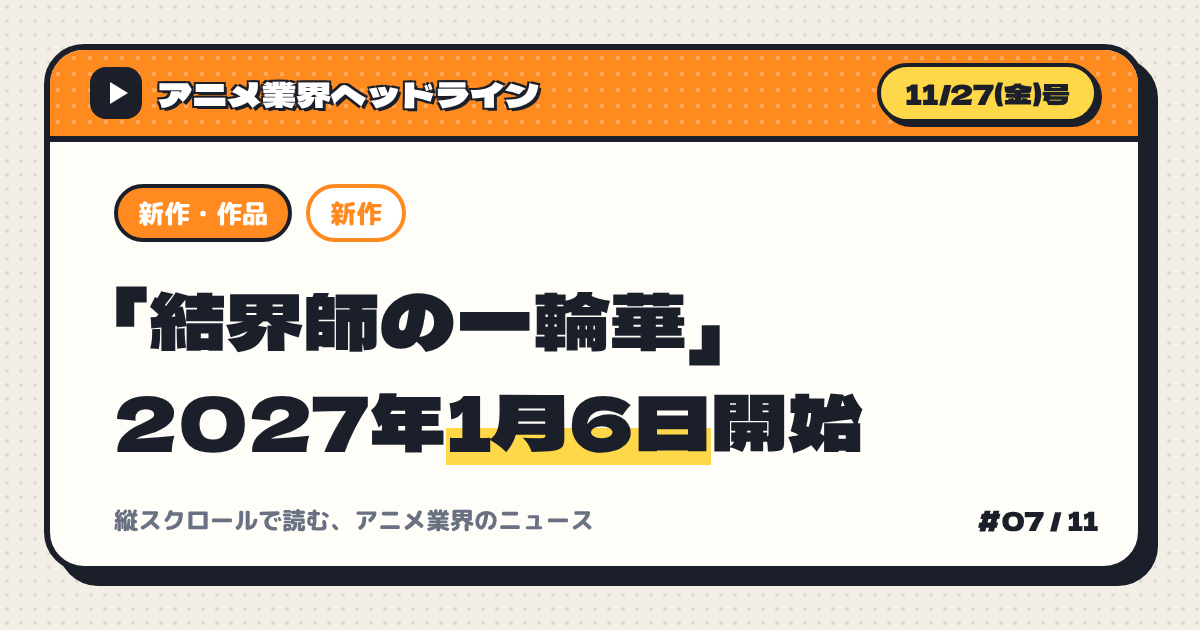 アニメ業界ヘッドライン
11/27(金)号
新作・作品
新作
「結界師の一輪華」
2027年1月6日開始
縦スクロールで読む、アニメ業界のニュース
#07 / 11